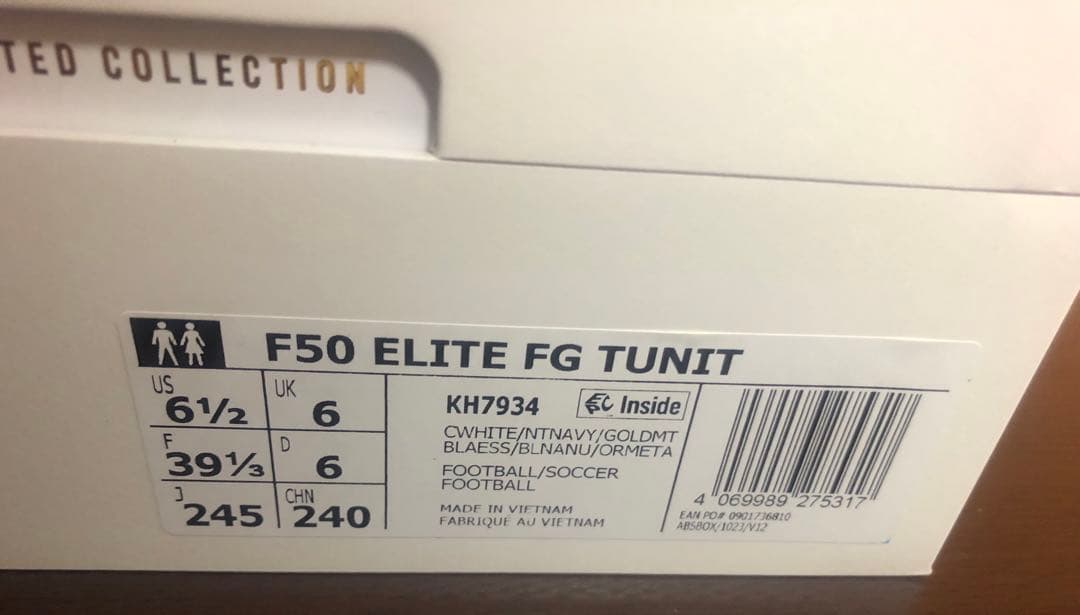 TED COLLECTION
F50 ELITE FG TUNIT
US 6½
UK 6
F 39⅓
D 6
J 245
CHN 240
KH7934
Inside
CWHITE/NTNAVY/GOLDMT
BLAESS/BLNANU/ORMETA
FOOTBALL/SOCCER
FOOTBALL
MADE IN VIETNAM
FABRIQUÉ AU VIETNAM
4 069989 275317
EAN PO# 0901736810
ABSBOX/1023/V12